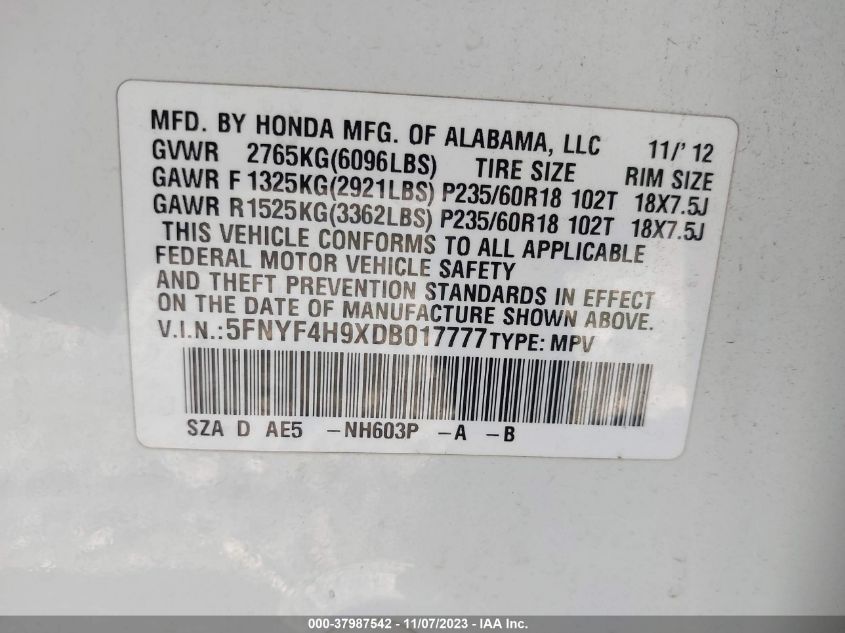 MFD. BY HONDA MFG. OF ALABAMA, LLC 11/'12
GVWR 2765KG(6096LBS) TIRE SIZE RIM SIZE
GAWR F 1325KG(2921LBS) P235/60R18 102T 18X7.5J
GAWR R1525KG(3362LBS) P235/60R18 102T 18X7.5J
THIS VEHICLE CONFORMS TO ALL APPLICABLE
FEDERAL MOTOR VEHICLE SAFETY
AND THEFT PREVENTION STANDARDS IN EFFECT
ON THE DATE OF MANUFACTURE SHOWN ABOVE.
V.I.N.:5FNYF4H9XDB017777 TYPE: MPV
SZA D AE5 -NH603P -A -B
000-37987542 - 11/07/2023 - IAA Inc.